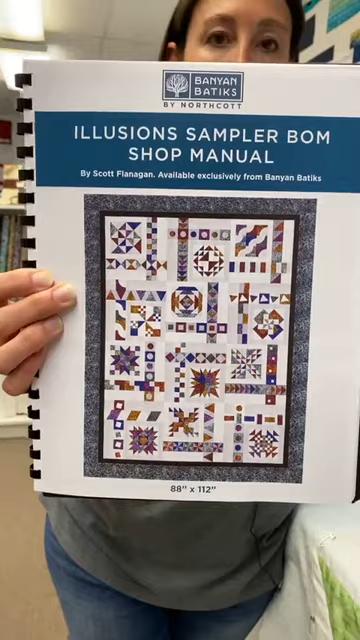 BANYAN
BATIKS
BY NORTHCOTT
ILLUSIONS SAMPLER BOM
SHOP MANUAL
By Scott Flanagan. Available exclusively from Banyan Batiks
88" x 112"